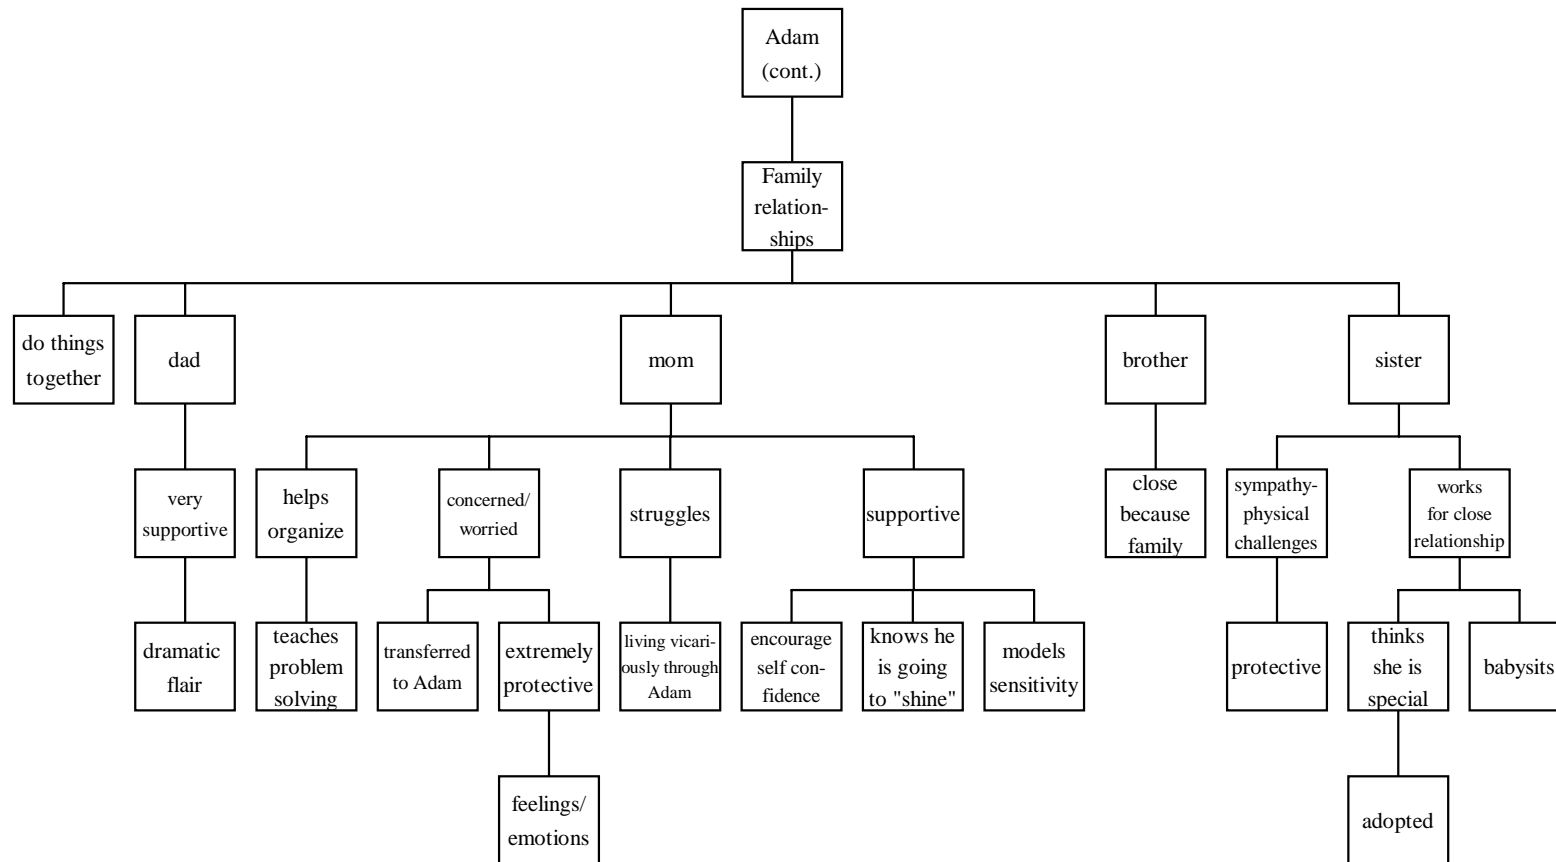 Adam
(cont.)
Family
relation-
ships
do things
together
dad
mom
brother
sister
very
supportive
helps
organize
concerned/
worried
struggles
supportive
close
because
family
sympathy-
physical
challenges
works
for close
relationship
dramatic
flair
teaches
problem
solving
transferred
to Adam
extremely
protective
living vicari-
ously through
Adam
encourage
self con-
fidence
knows he
is going
to "shine"
models
sensitivity
protective
thinks
she is
special
babysits
feelings/
emotions
adopted